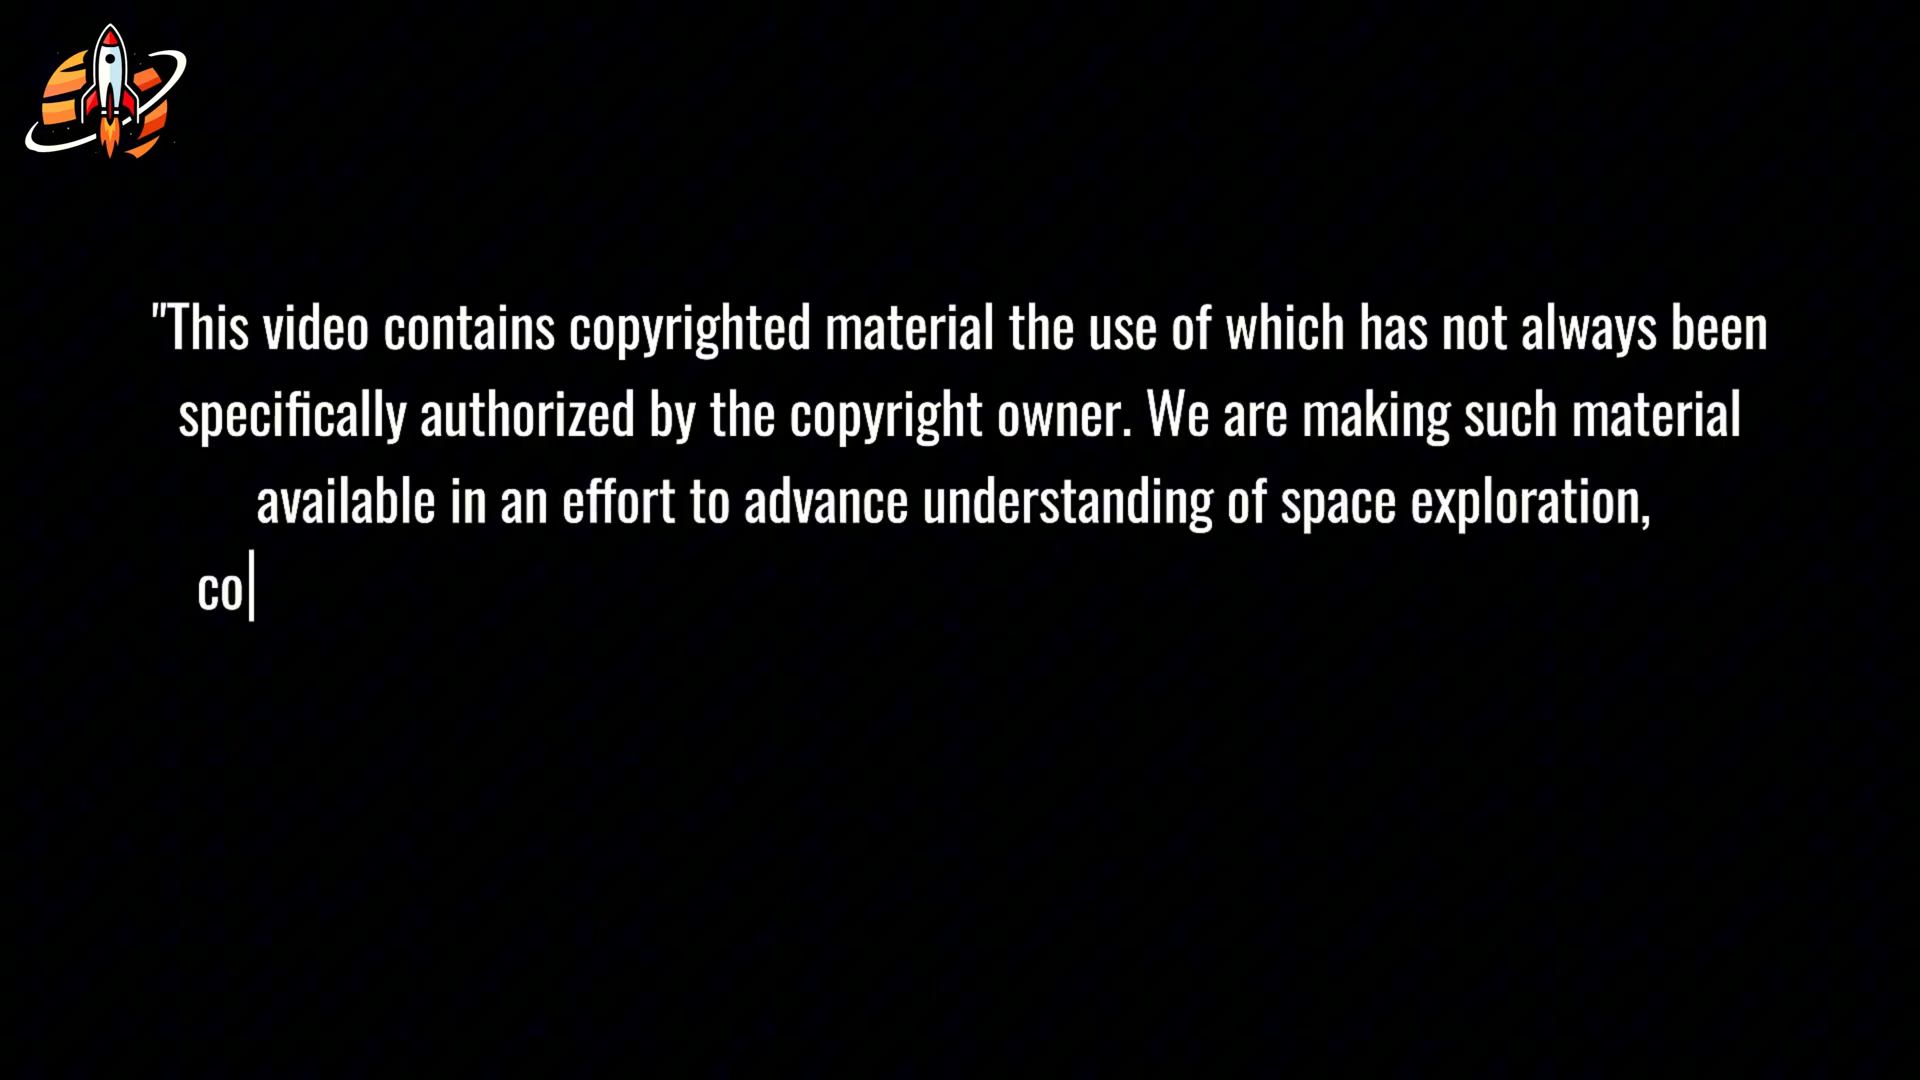 "This video contains copyrighted material the use of which has not always been
specifically authorized by the copyright owner. We are making such material
available in an effort to advance understanding of space exploration,
co